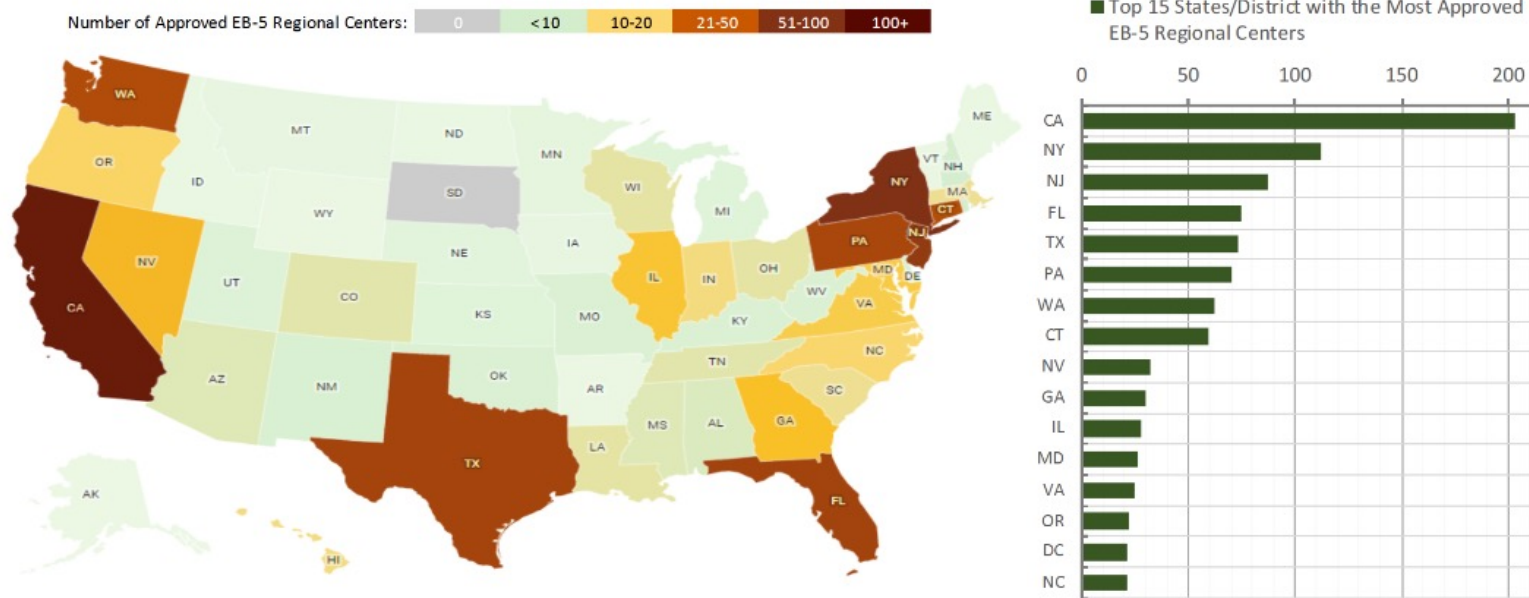 Number of Approved EB-5 Regional Centers: 0 <10 10-20 21-50 51-100 100+
WA
MT
ND
MN
ME
OR
ID
SD
WI
VT
NH
WY
MI
NY
MA
CT
IA
NE
PA
NJ
NV
UT
CO
IL
IN
OH
MD
DE
CA
KS
MO
WV
VA
KY
AZ
NM
OK
TN
NC
AR
SC
MS
AL
GA
TX
LA
AK
FL
HI
Top 15 States/District with the Most Approved
EB-5 Regional Centers
0 50 100 150 200
CA
NY
NJ
FL
TX
PA
WA
CT
NV
GA
IL
MD
VA
OR
DC
NC